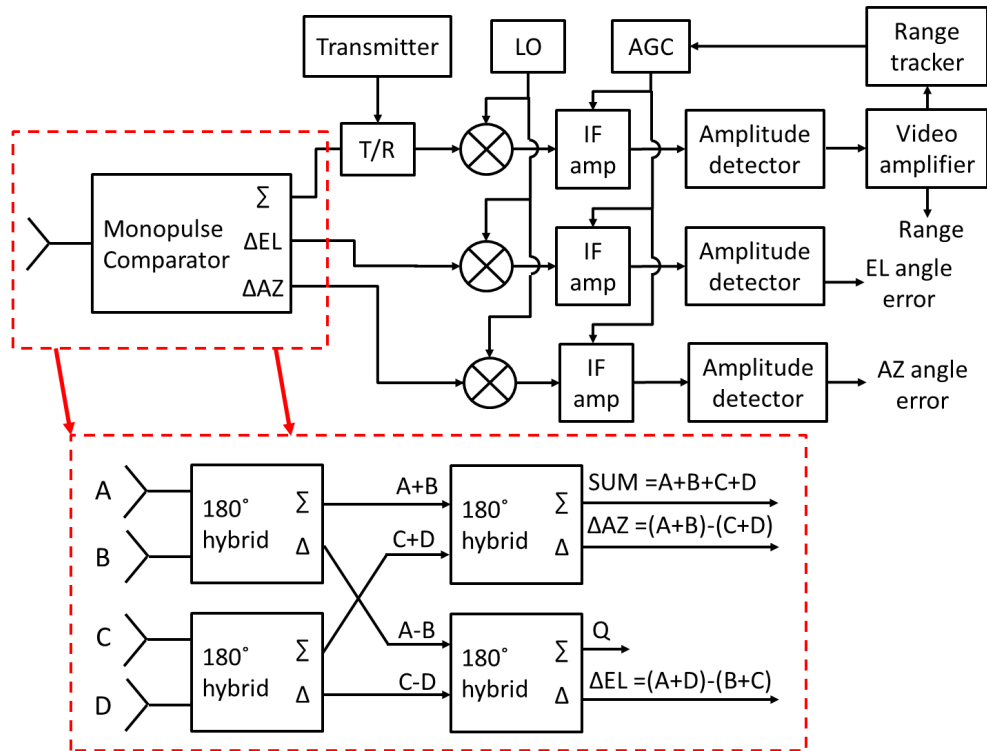 Transmitter
LO
AGC
Range
tracker
T/R
IF
amp
Amplitude
detector
Video
amplifier
Range
Monopulse
Comparator
∑
ΔEL
ΔAZ
IF
amp
Amplitude
detector
EL angle
error
IF
amp
Amplitude
detector
AZ angle
error
A
B
180˚
hybrid
∑
Δ
A+B
C+D
180˚
hybrid
∑
Δ
SUM =A+B+C+D
ΔAZ =(A+B)-(C+D)
C
D
180˚
hybrid
∑
Δ
A-B
C-D
180˚
hybrid
∑
Δ
Q
ΔEL =(A+D)-(B+C)